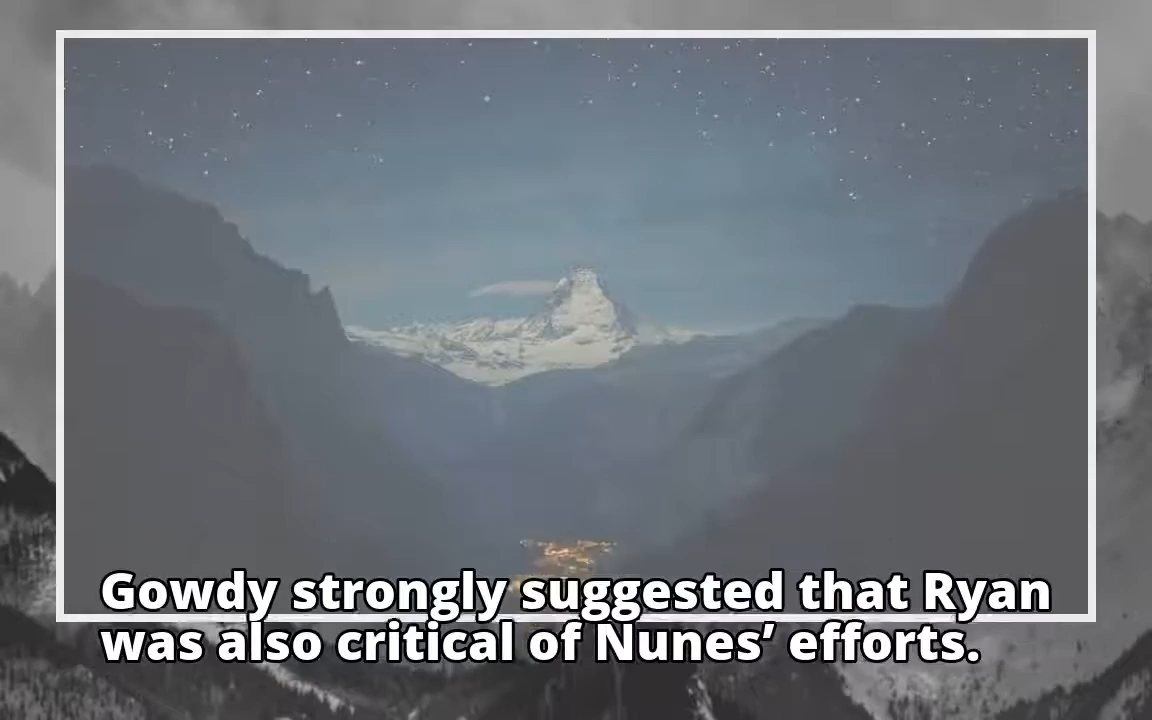 Gowdy strongly suggested that Ryan
was also critical of Nunes’ efforts.